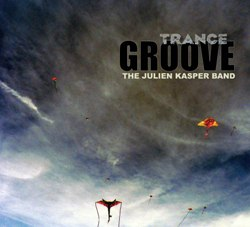 TRANCE
GROOVE
THE JULIEN KASPER BAND